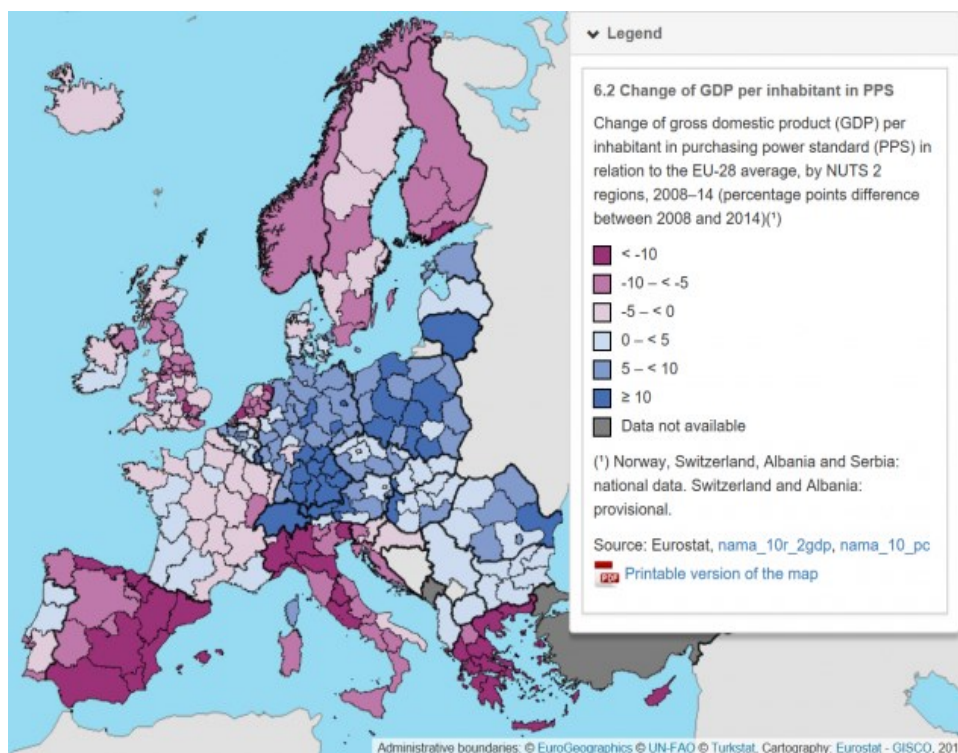 Legend
6.2 Change of GDP per inhabitant in PPS
Change of gross domestic product (GDP) per
inhabitant in purchasing power standard (PPS) in
relation to the EU-28 average, by NUTS 2
regions, 2008–14 (percentage points difference
between 2008 and 2014)(¹)
< -10
-10 – < -5
-5 – < 0
0 – < 5
5 – < 10
≥ 10
Data not available
(¹) Norway, Switzerland, Albania and Serbia:
national data. Switzerland and Albania:
provisional.
Source: Eurostat, nama_10r_2gdp, nama_10_pc
PDF Printable version of the map
Administrative boundaries: © EuroGeographics © UN-FAO © Turkstat, Cartography: Eurostat - GISCO, 201